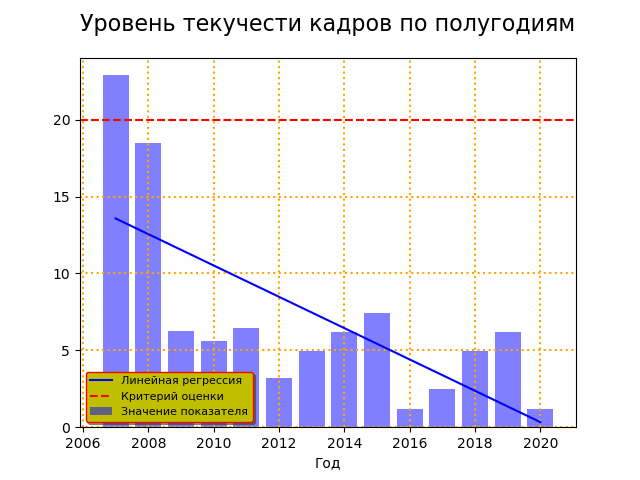 Уровень текучести кадров по полугодиям
20
15
10
5
0
Линейная регрессия
Критерий оценки
Значение показателя
2006 2008 2010 2012 2014 2016 2018 2020
Год